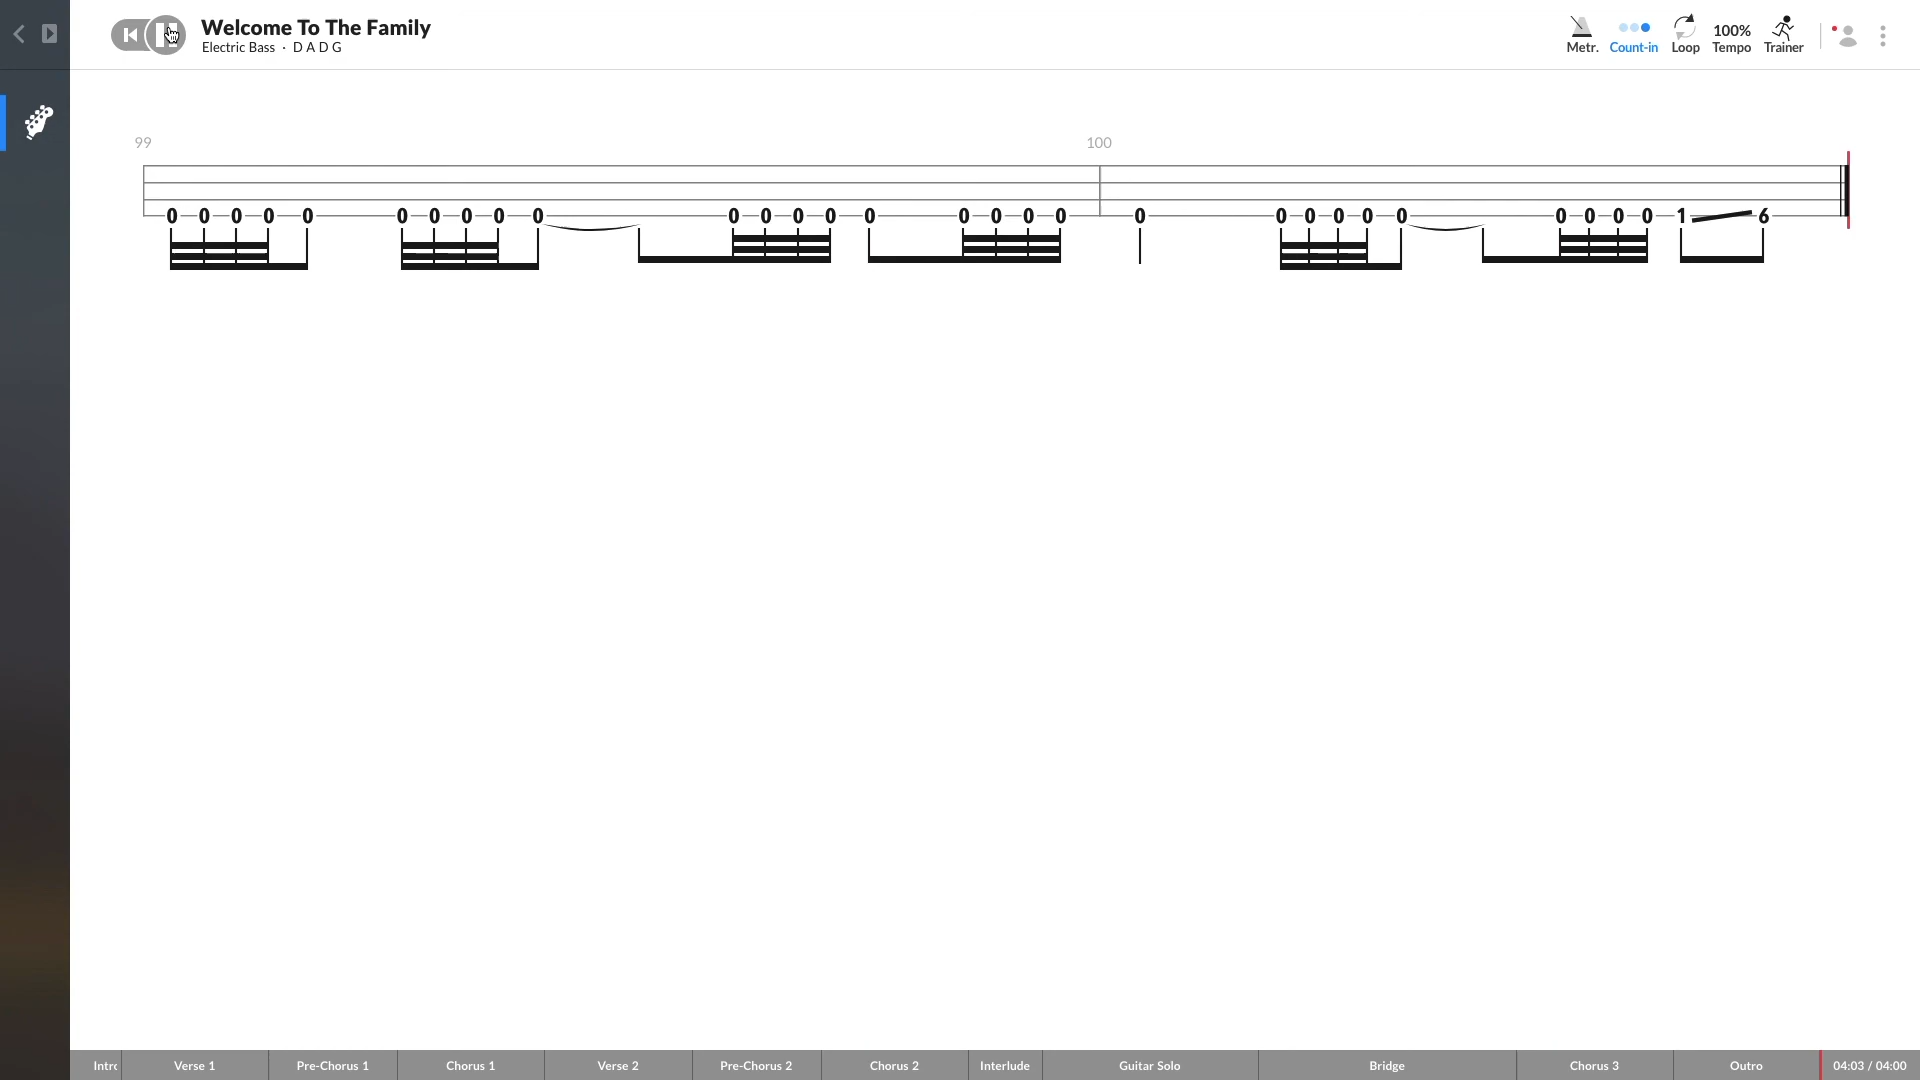 Welcome To The Family
Electric Bass · D A D G
Metr.
Count-in
Loop
100%
Tempo
Trainer
99
100
0 0 0 0 0 0 0 0 0 0 0 0 0 0 0 0 0 0 0 0 0 0 0 0 0 0 0 0 0 1 6
Intro
Verse 1
Pre-Chorus 1
Chorus 1
Verse 2
Pre-Chorus 2
Chorus 2
Interlude
Guitar Solo
Bridge
Chorus 3
Outro
04:03 / 04:00